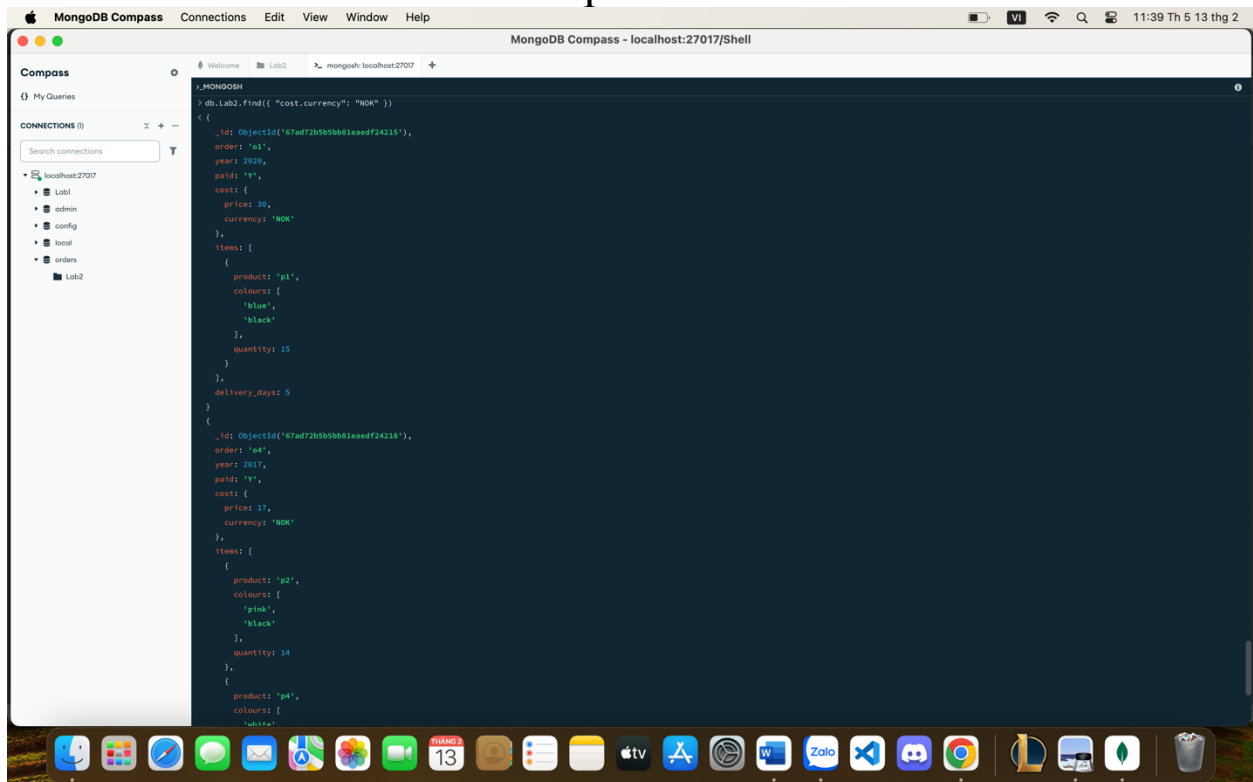 MongoDB Compass Connections Edit View Window Help VI 11:39 Th 5 13 thg 2
MongoDB Compass - localhost:27017/Shell
Compass
{} My Queries
CONNECTIONS (1)
Search connections
localhost:27017
Lab1
admin
config
local
orders
Lab2
Welcome Lab2 >_ mongosh: localhost:27017 +
>_MONGOSH
> db.Lab2.find({ "cost.currency": "NOK" })
< {
_id: ObjectId('67ad72b5b5bb81eaedf24215'),
order: 'o1',
year: 2020,
paid: 'Y',
cost: {
price: 30,
currency: 'NOK'
},
items: [
{
product: 'p1',
colours: [
'blue',
'black'
],
quantity: 15
}
],
delivery_days: 5
}
{
_id: ObjectId('67ad72b5b5bb81eaedf24218'),
order: 'o4',
year: 2017,
paid: 'Y',
cost: {
price: 17,
currency: 'NOK'
},
items: [
{
product: 'p2',
colours: [
'pink',
'black'
],
quantity: 14
},
{
product: 'p4',
colours: [
'white'
THÁNG 2
13
tv
W
Zalo